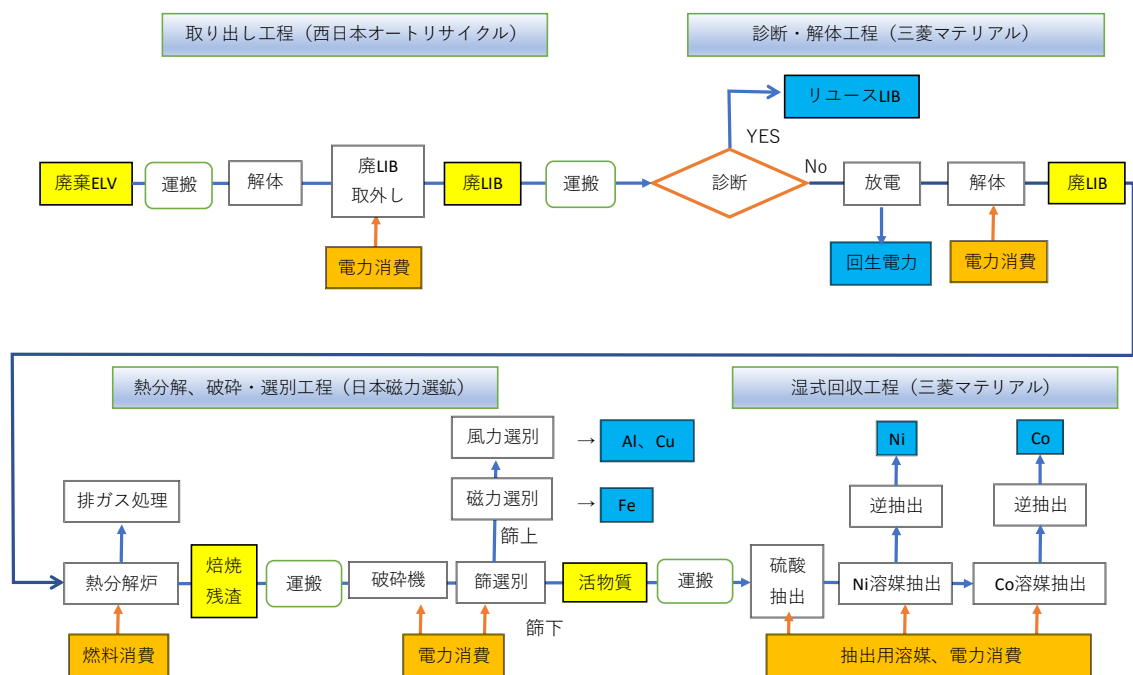 取り出し工程（西日本オートリサイクル）
診断・解体工程（三菱マテリアル）
リユースLIB
YES
廃棄ELV
運搬
解体
廃LIB
取外し
廃LIB
運搬
診断
No
放電
解体
廃LIB
電力消費
回生電力
電力消費
熱分解、破砕・選別工程（日本磁力選鉱）
湿式回収工程（三菱マテリアル）
風力選別
→
Al、Cu
Ni
Co
排ガス処理
磁力選別
→
Fe
逆抽出
逆抽出
篩上
熱分解炉
焙焼
残渣
運搬
破砕機
篩選別
活物質
運搬
硫酸
抽出
Ni溶媒抽出
Co溶媒抽出
篩下
燃料消費
電力消費
抽出用溶媒、電力消費